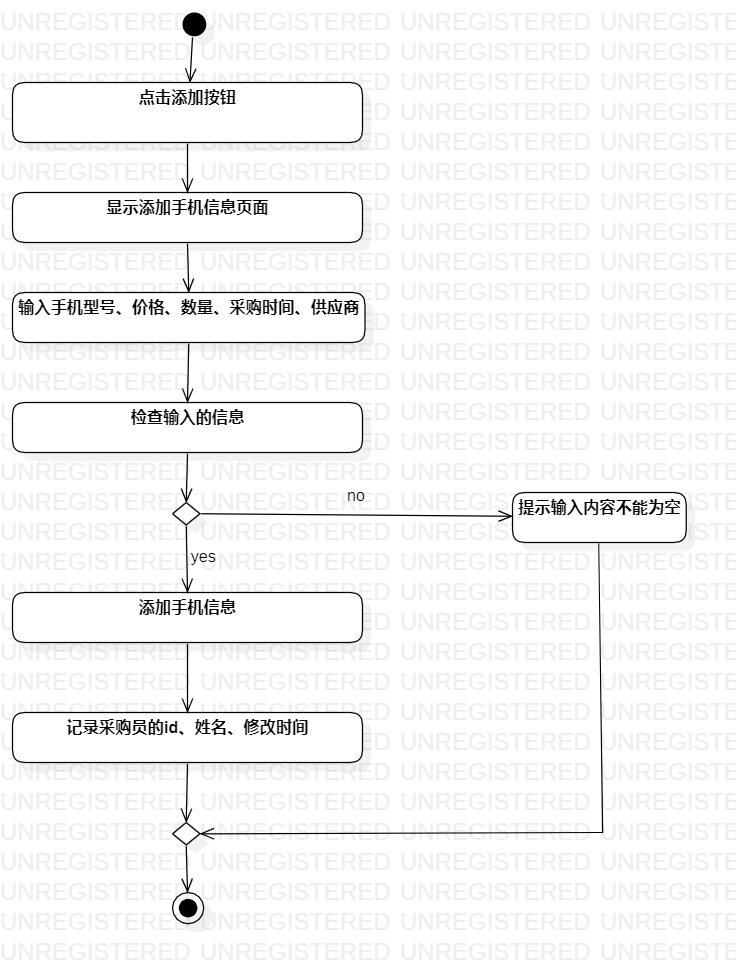 点击添加按钮
显示添加手机信息页面
输入手机型号、价格、数量、采购时间、供应商
检查输入的信息
no
提示输入内容不能为空
yes
添加手机信息
记录采购员的id、姓名、修改时间
UNREGISTERED